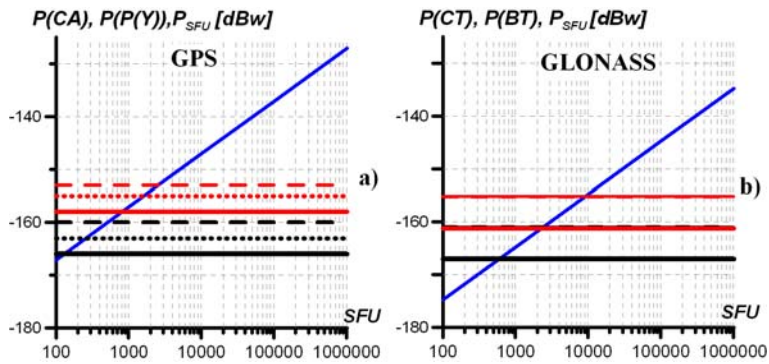 P(CA), P(P(Y)),P_SFU [dBw]
GPS
-140
-160
-180
a)
SFU
100 1000 10000 100000 1000000
P(CT), P(BT), P_SFU [dBw]
GLONASS
-140
-160
-180
b)
SFU
100 1000 10000 100000